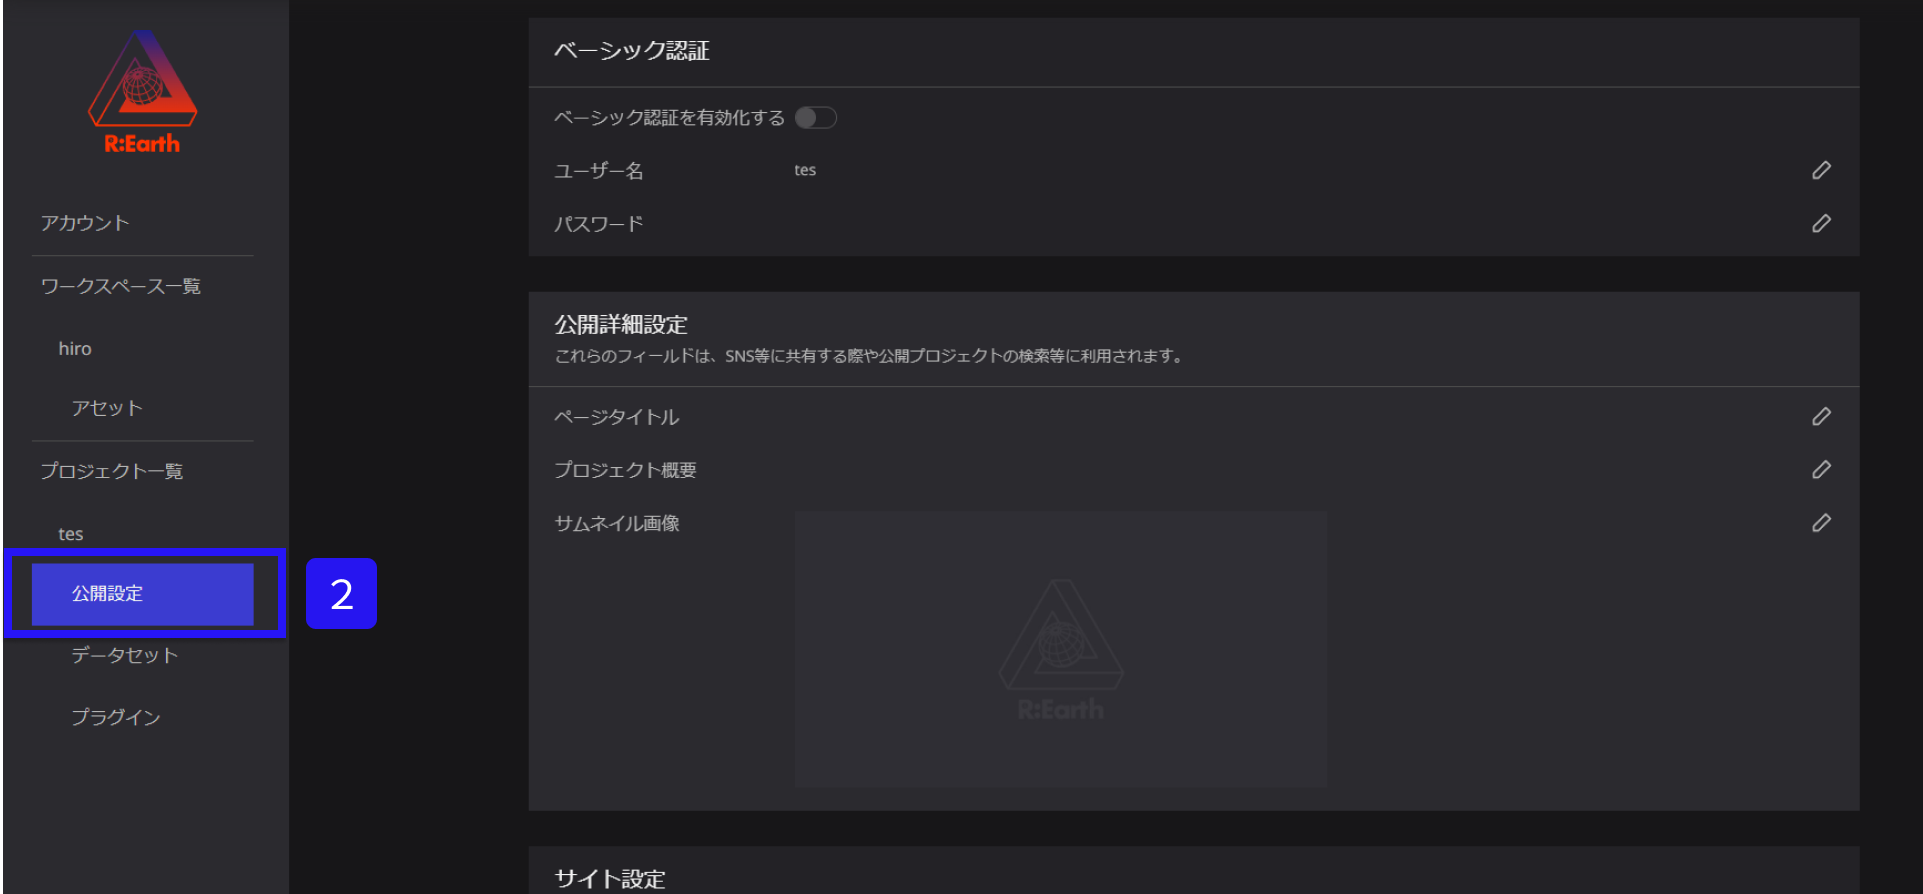 R:Earth
アカウント
ワークスペース一覧
hiro
アセット
プロジェクト一覧
tes
公開設定
2
データセット
プラグイン
ベーシック認証
ベーシック認証を有効化する
ユーザー名 tes
パスワード
公開詳細設定
これらのフィールドは、SNS等に共有する際や公開プロジェクトの検索等に利用されます。
ページタイトル
プロジェクト概要
サムネイル画像
R:Earth
サイト設定